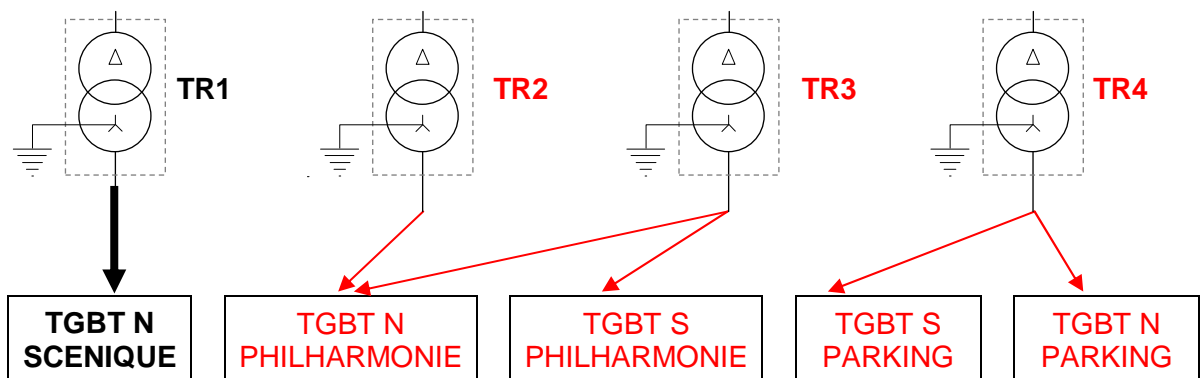 TR1
TR2
TR3
TR4
TGBT N
SCENIQUE
TGBT N
PHILHARMONIE
TGBT S
PHILHARMONIE
TGBT S
PARKING
TGBT N
PARKING